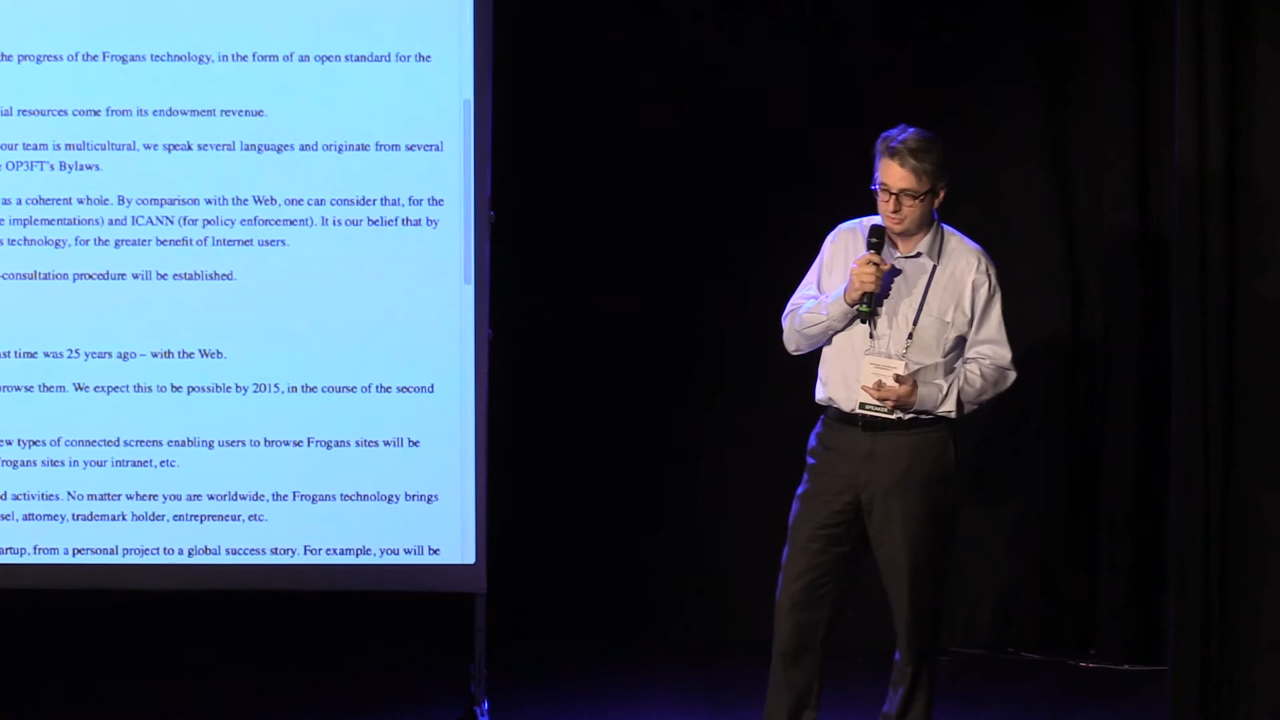 he progress of the Frogans technology, in the form of an open standard for the
ial resources come from its endowment revenue.
our team is multicultural, we speak several languages and originate from several
OP3FT's Bylaws.
as a coherent whole. By comparison with the Web, one can consider that, for the
e implementations) and ICANN (for policy enforcement). It is our belief that by
s technology, for the greater benefit of Internet users.
-consultation procedure will be established.
ast time was 25 years ago – with the Web.
rowse them. We expect this to be possible by 2015, in the course of the second
ew types of connected screens enabling users to browse Frogans sites will be
rogans sites in your intranet, etc.
d activities. No matter where you are worldwide, the Frogans technology brings
sel, attorney, trademark holder, entrepreneur, etc.
artup, from a personal project to a global success story. For example, you will be
SPEAKER